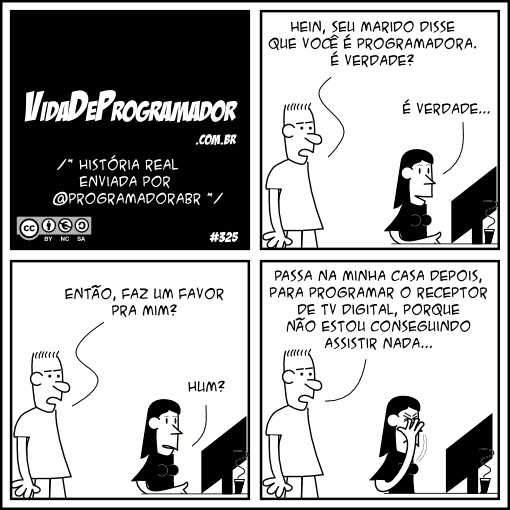 VIDADEPROGRAMADOR
.COM.BR
/* HISTÓRIA REAL
ENVIADA POR
@PROGRAMADORABR */
CC
BY NC SA
#325
HEIN, SEU MARIDO DISSE
QUE VOCÊ É PROGRAMADORA.
É VERDADE?
É VERDADE...
ENTÃO, FAZ UM FAVOR
PRA MIM?
HUM?
PASSA NA MINHA CASA DEPOIS,
PARA PROGRAMAR O RECEPTOR
DE TV DIGITAL, PORQUE
NÃO ESTOU CONSEGUINDO
ASSISTIR NADA...